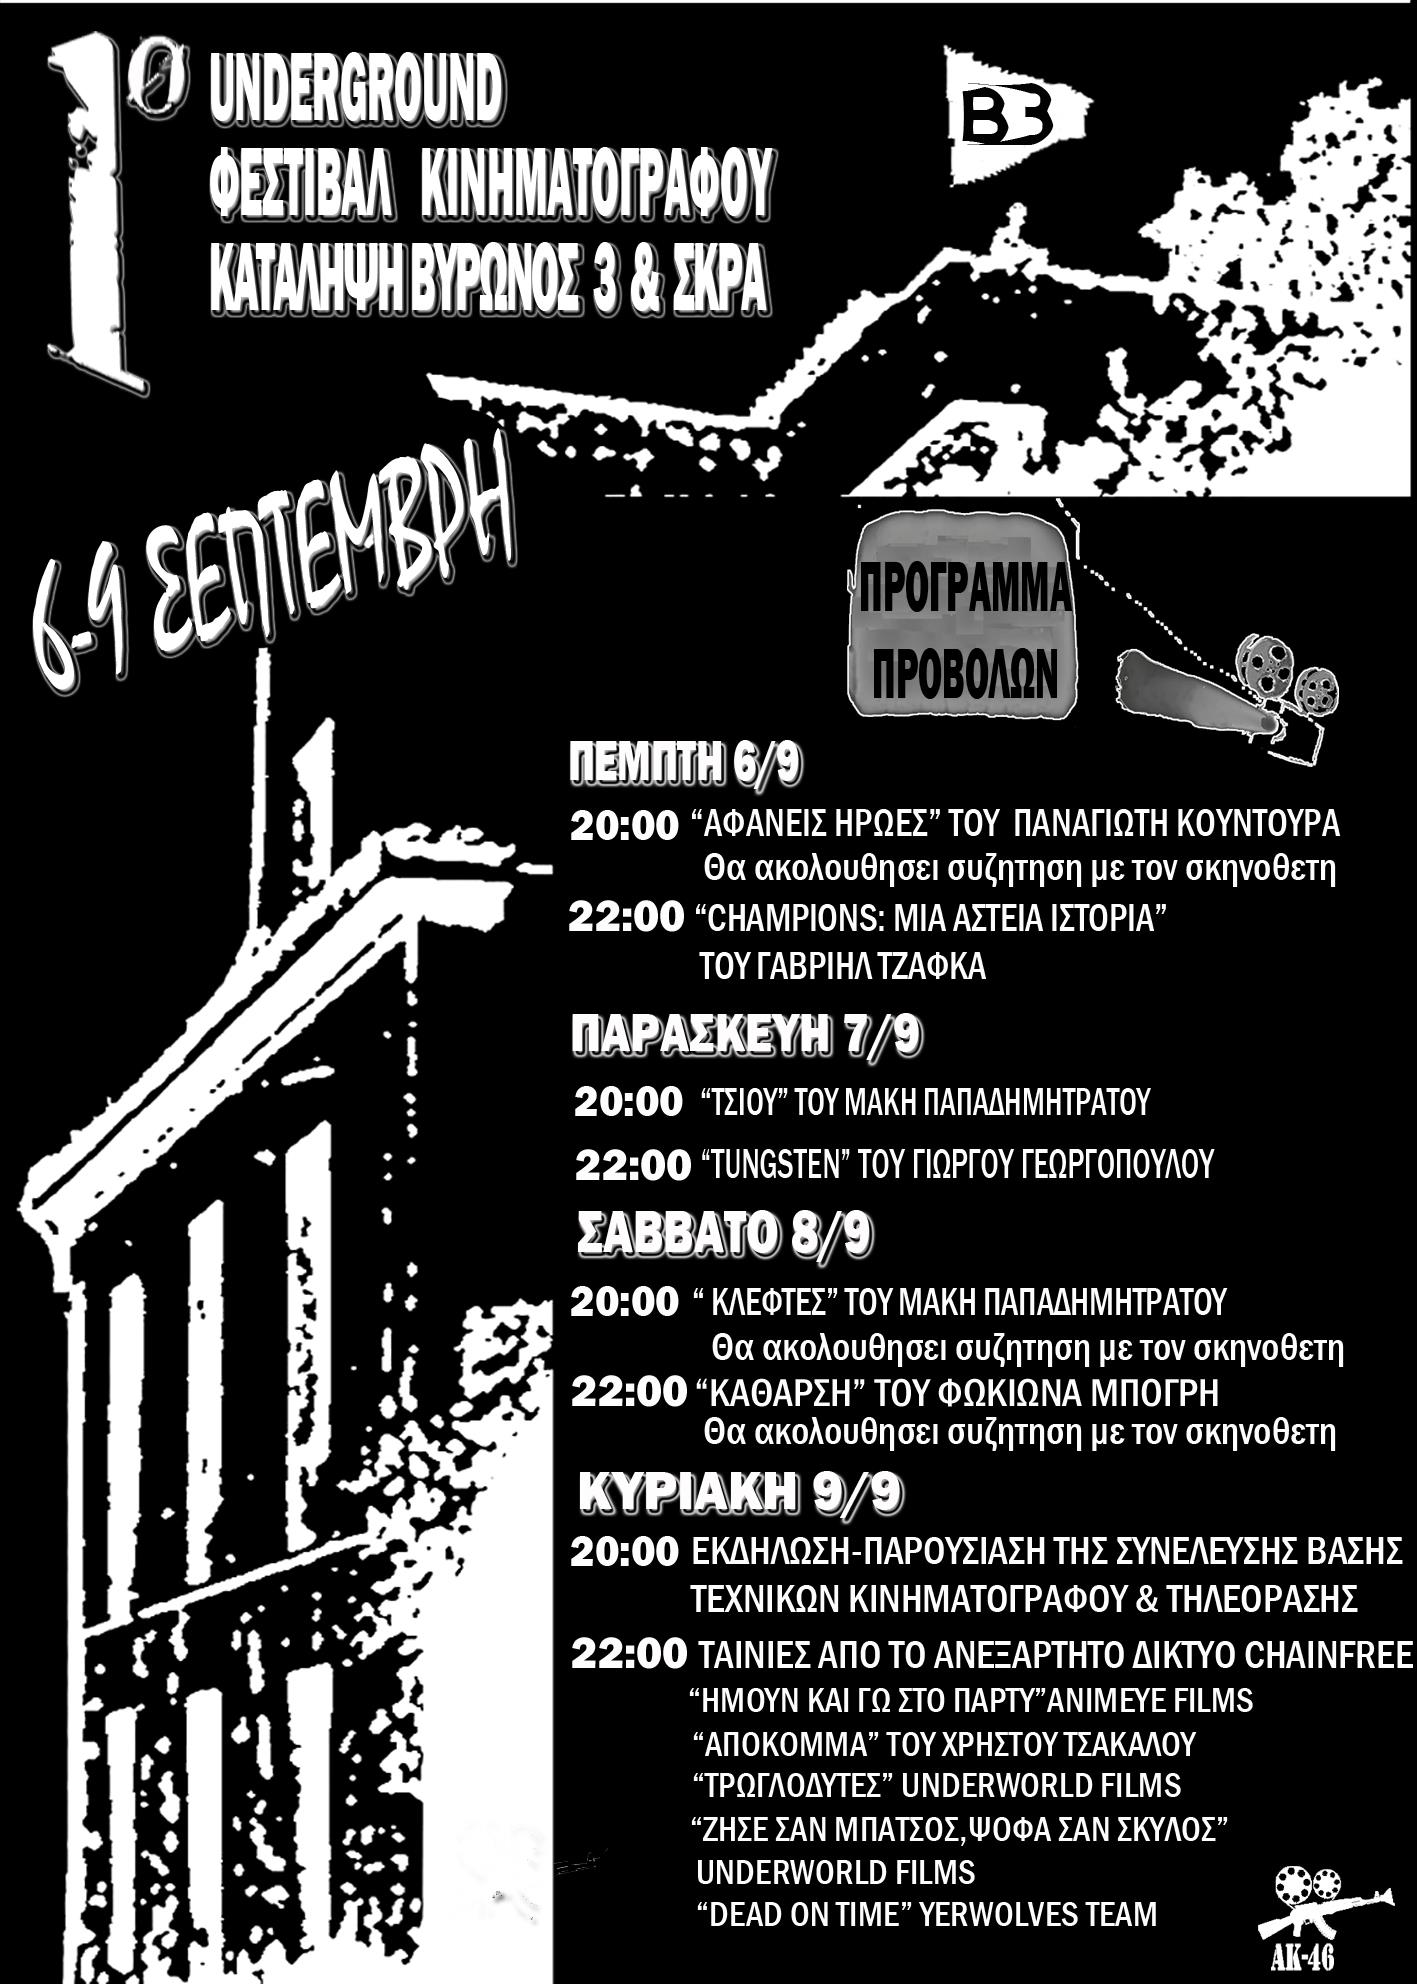 1º UNDERGROUND
ΦΕΣΤΙΒΑΛ ΚΙΝΗΜΑΤΟΓΡΑΦΟΥ
ΚΑΤΑΛΗΨΗ ΒΥΡΩΝΟΣ 3 & ΣΚΡΑ
B3
6-9 ΣΕΠΤΕΜΒΡΗ
ΠΡΟΓΡΑΜΜΑ
ΠΡΟΒΟΛΩΝ
ΠΕΜΠΤΗ 6/9
20:00 “ΑΦΑΝΕΙΣ ΗΡΩΕΣ” ΤΟΥ ΠΑΝΑΓΙΩΤΗ ΚΟΥΝΤΟΥΡΑ
Θα ακολουθησει συζητηση με τον σκηνοθετη
22:00 “CHAMPIONS: ΜΙΑ ΑΣΤΕΙΑ ΙΣΤΟΡΙΑ”
ΤΟΥ ΓΑΒΡΙΗΛ ΤΖΑΦΚΑ
ΠΑΡΑΣΚΕΥΗ 7/9
20:00 “ΤΣΙΟΥ” ΤΟΥ ΜΑΚΗ ΠΑΠΑΔΗΜΗΤΡΑΤΟΥ
22:00 “TUNGSTEN” ΤΟΥ ΓΙΩΡΓΟΥ ΓΕΩΡΓΟΠΟΥΛΟΥ
ΣΑΒΒΑΤΟ 8/9
20:00 “ ΚΛΕΦΤΕΣ” ΤΟΥ ΜΑΚΗ ΠΑΠΑΔΗΜΗΤΡΑΤΟΥ
Θα ακολουθησει συζητηση με τον σκηνοθετη
22:00 “ΚΑΘΑΡΣΗ” ΤΟΥ ΦΩΚΙΩΝΑ ΜΠΟΓΡΗ
Θα ακολουθησει συζητηση με τον σκηνοθετη
ΚΥΡΙΑΚΗ 9/9
20:00 ΕΚΔΗΛΩΣΗ-ΠΑΡΟΥΣΙΑΣΗ ΤΗΣ ΣΥΝΕΛΕΥΣΗΣ ΒΑΣΗΣ
ΤΕΧΝΙΚΩΝ ΚΙΝΗΜΑΤΟΓΡΑΦΟΥ & ΤΗΛΕΟΡΑΣΗΣ
22:00 ΤΑΙΝΙΕΣ ΑΠΟ ΤΟ ΑΝΕΞΑΡΤΗΤΟ ΔΙΚΤΥΟ CHAINFREE
“ΗΜΟΥΝ ΚΑΙ ΓΩ ΣΤΟ ΠΑΡΤΥ”ANIMEYE FILMS
“ΑΠΟΚΟΜΜΑ” ΤΟΥ ΧΡΗΣΤΟΥ ΤΣΑΚΑΛΟΥ
“ΤΡΩΓΛΟΔΥΤΕΣ” UNDERWORLD FILMS
“ΖΗΣΕ ΣΑΝ ΜΠΑΤΣΟΣ,ΨΟΦΑ ΣΑΝ ΣΚΥΛΟΣ”
UNDERWORLD FILMS
“DEAD ON TIME” YERWOLVES TEAM
AK-46